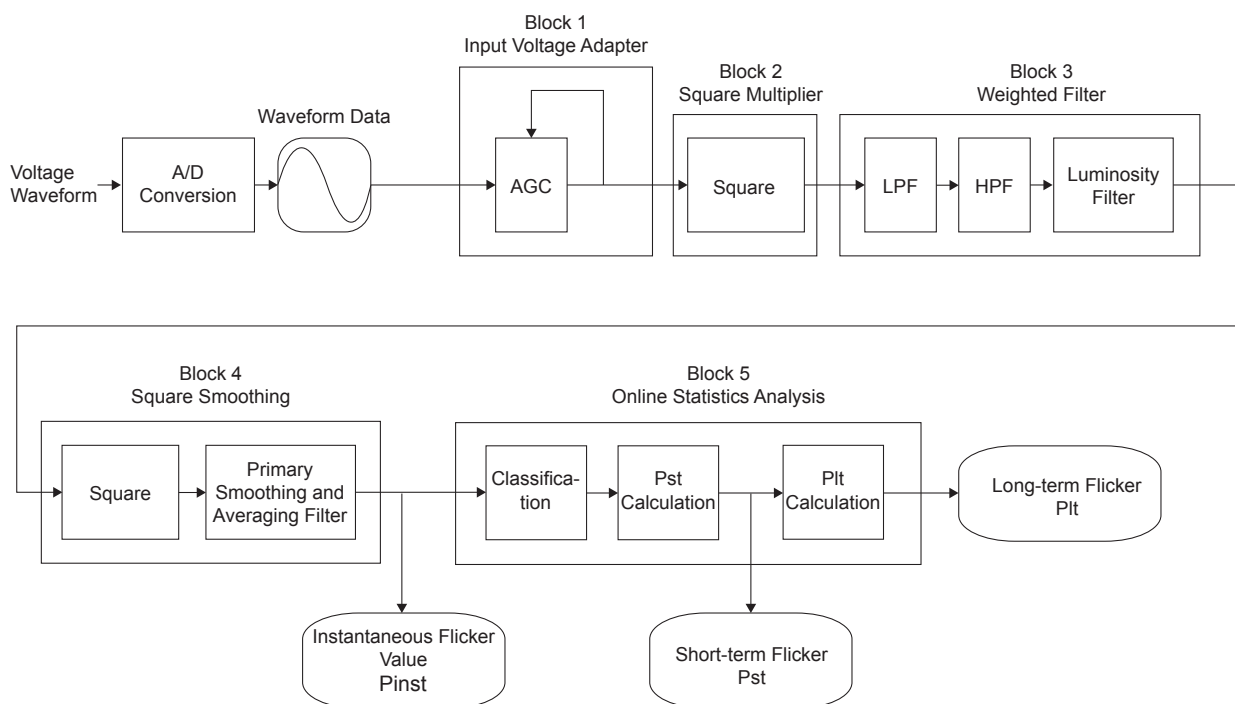 Block 1
Input Voltage Adapter
Block 2
Square Multiplier
Block 3
Weighted Filter
Waveform Data
Voltage
Waveform
A/D
Conversion
AGC
Square
LPF
HPF
Luminosity
Filter
Block 4
Square Smoothing
Block 5
Online Statistics Analysis
Square
Primary
Smoothing and
Averaging Filter
Classifica-
tion
Pst
Calculation
Plt
Calculation
Long-term Flicker
Plt
Instantaneous Flicker
Value
Pinst
Short-term Flicker
Pst